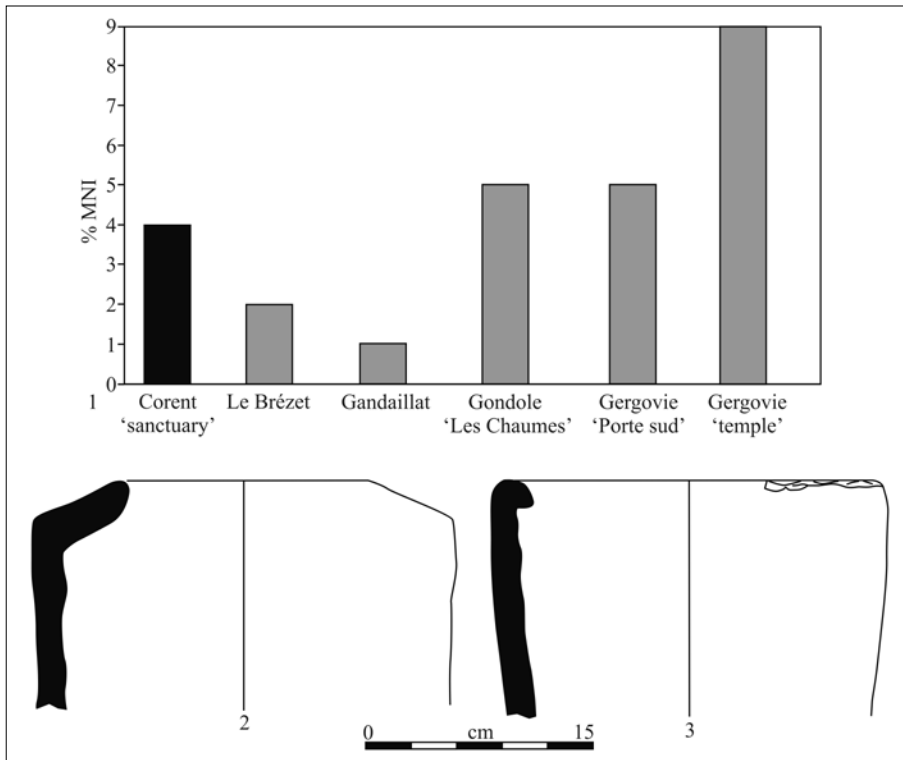 9
8
7
6
5
4
3
2
1
0
% MNI
1
Corent 'sanctuary'
Le Brézet
Gandaillat
Gondole 'Les Chaumes'
Gergovie 'Porte sud'
Gergovie 'temple'
2
3
0 cm 15